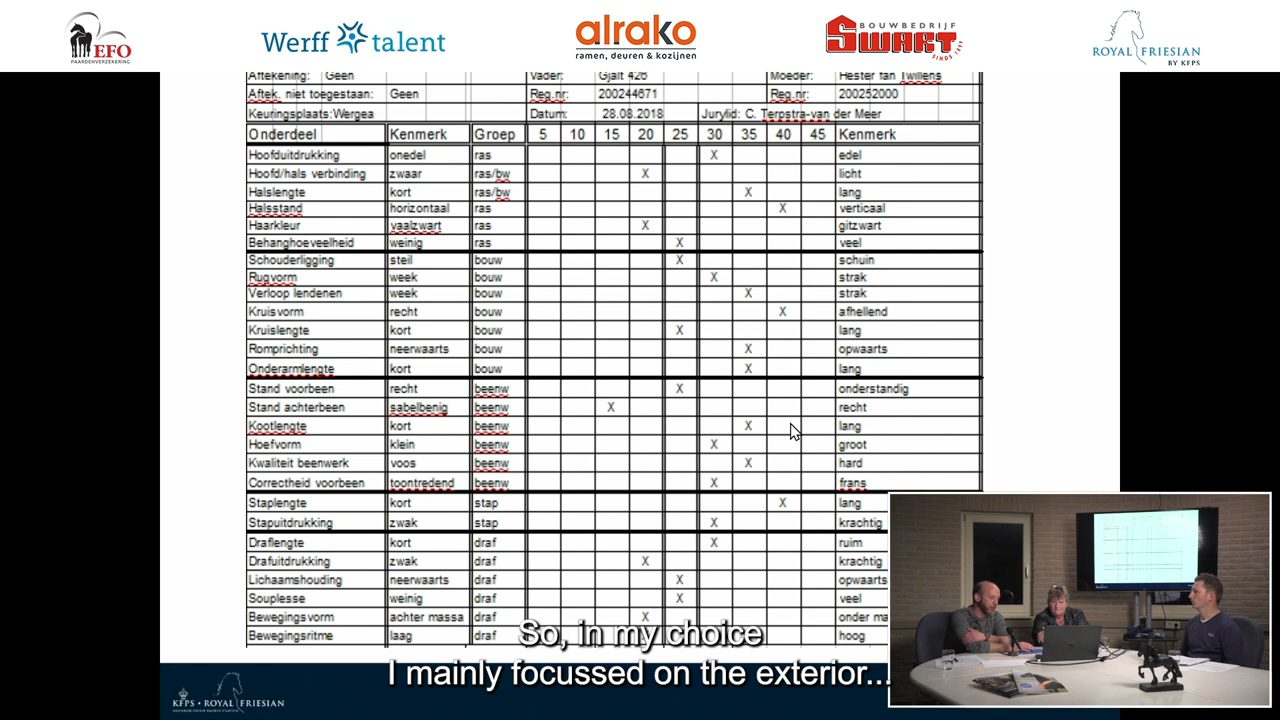 EFO
PAARDENVERZEKERING
Werff talent
alrako
ramen, deuren & kozijnen
BOUWBEDRIJF
SWART
SINDS 1955
ROYAL FRIESIAN
BY KFPS
Aftekening: Geen Vader: Gjalt 426 Moeder: Hester fan Twillens
Aftek. niet toegestaan: Geen Reg.nr: 200244671 Reg.nr: 200252000
Keuringsplaats:Wergea Datum: 28.08.2018 Jurylid: C. Terpstra-van der Meer
Onderdeel Kenmerk Groep 5 10 15 20 25 30 35 40 45 Kenmerk
Hoofduitdrukking onedel ras X edel
Hoofd/hals verbinding zwaar ras/bw X licht
Halslengte kort ras/bw X lang
Halsstand horizontaal ras X verticaal
Haarkleur vaalzwart ras X gitzwart
Behanghoeveelheid weinig ras X veel
Schouderligging steil bouw X schuin
Rugvorm week bouw X strak
Verloop lendenen week bouw X strak
Kruisvorm recht bouw X afhellend
Kruislengte kort bouw X lang
Romprichting neerwaarts bouw X opwaarts
Onderarmlengte kort bouw X lang
Stand voorbeen recht beenw X onderstandig
Stand achterbeen sabelbenig beenw X recht
Kootlengte kort beenw X lang
Hoefvorm klein beenw X groot
Kwaliteit beenwerk voos beenw X hard
Correctheid voorbeen toontredend beenw X frans
Staplengte kort stap X lang
Stapuitdrukking zwak stap X krachtig
Draflengte kort draf X ruim
Drafuitdrukking zwak draf X krachtig
Lichaamshouding neerwaarts draf X opwaarts
Souplesse weinig draf X veel
Bewegingsvorm achter massa draf X onder ma
Bewegingsritme laag draf hoog
So, in my choice
I mainly focussed on the exterior...
KFPS • ROYAL FRIESIAN